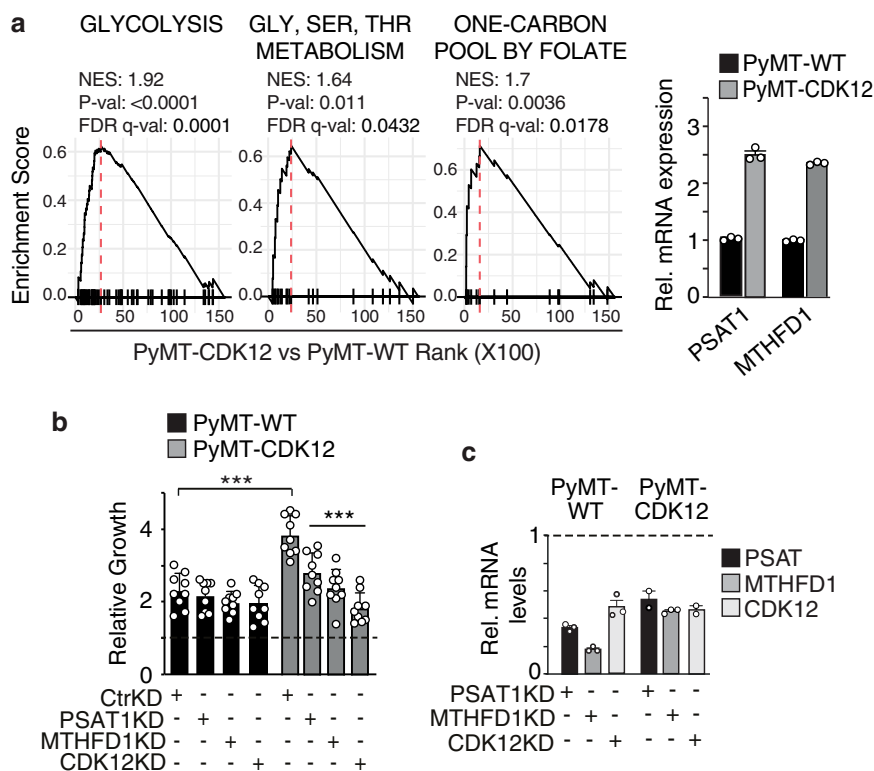 a
GLYCOLYSIS
NES: 1.92
P-val: <0.0001
FDR q-val: 0.0001
GLY, SER, THR
METABOLISM
NES: 1.64
P-val: 0.011
FDR q-val: 0.0432
ONE-CARBON
POOL BY FOLATE
NES: 1.7
P-val: 0.0036
FDR q-val: 0.0178
Enrichment Score
0.6
0.4
0.2
0.0
0 50 100 150
0.6
0.4
0.2
0.0
0 50 100 150
0.6
0.4
0.2
0.0
0 50 100 150
PyMT-CDK12 vs PyMT-WT Rank (X100)
PyMT-WT
PyMT-CDK12
Rel. mRNA expression
3
2
1
0
PSAT1
MTHFD1
b
PyMT-WT
PyMT-CDK12
Relative Growth
4
2
0
***
***
CtrKD + - - - + - - -
PSAT1KD - + - - - + - -
MTHFD1KD - - + - - - + -
CDK12KD - - - + - - - +
c
PyMT-
WT
PyMT-
CDK12
Rel. mRNA
levels
1
0
PSAT
MTHFD1
CDK12
PSAT1KD + - - + - -
MTHFD1KD - + - - + -
CDK12KD - - + - - +